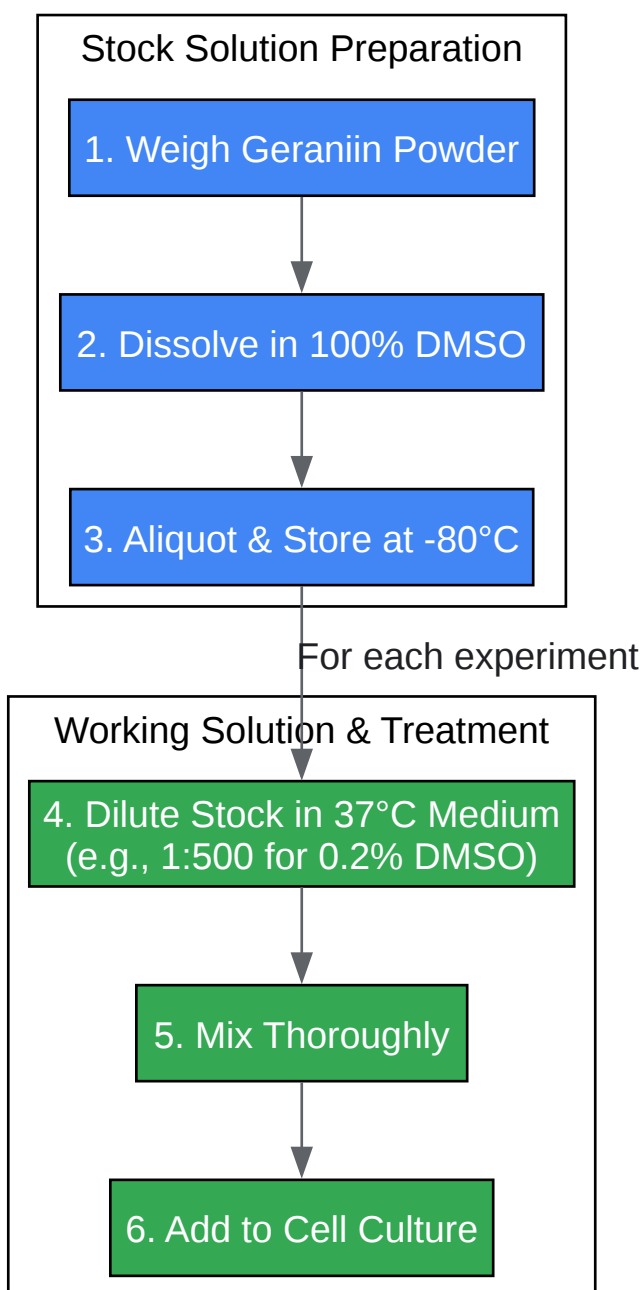 Stock Solution Preparation
1. Weigh Geraniin Powder
2. Dissolve in 100% DMSO
3. Aliquot & Store at -80°C
For each experiment
Working Solution & Treatment
4. Dilute Stock in 37°C Medium
(e.g., 1:500 for 0.2% DMSO)
5. Mix Thoroughly
6. Add to Cell Culture